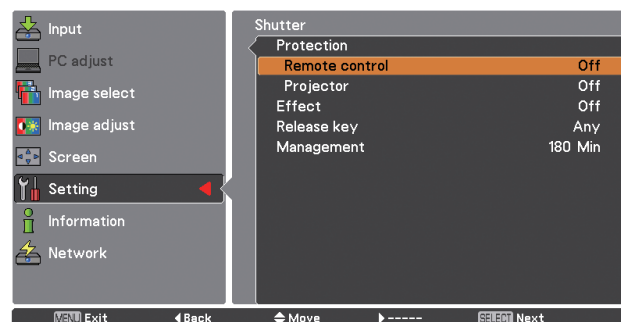 Input
PC adjust
Image select
Image adjust
Screen
Setting
Information
Network
Shutter
Protection
Remote control Off
Projector Off
Effect Off
Release key Any
Management 180 Min
MENU Exit Back Move ----- SELECT Next